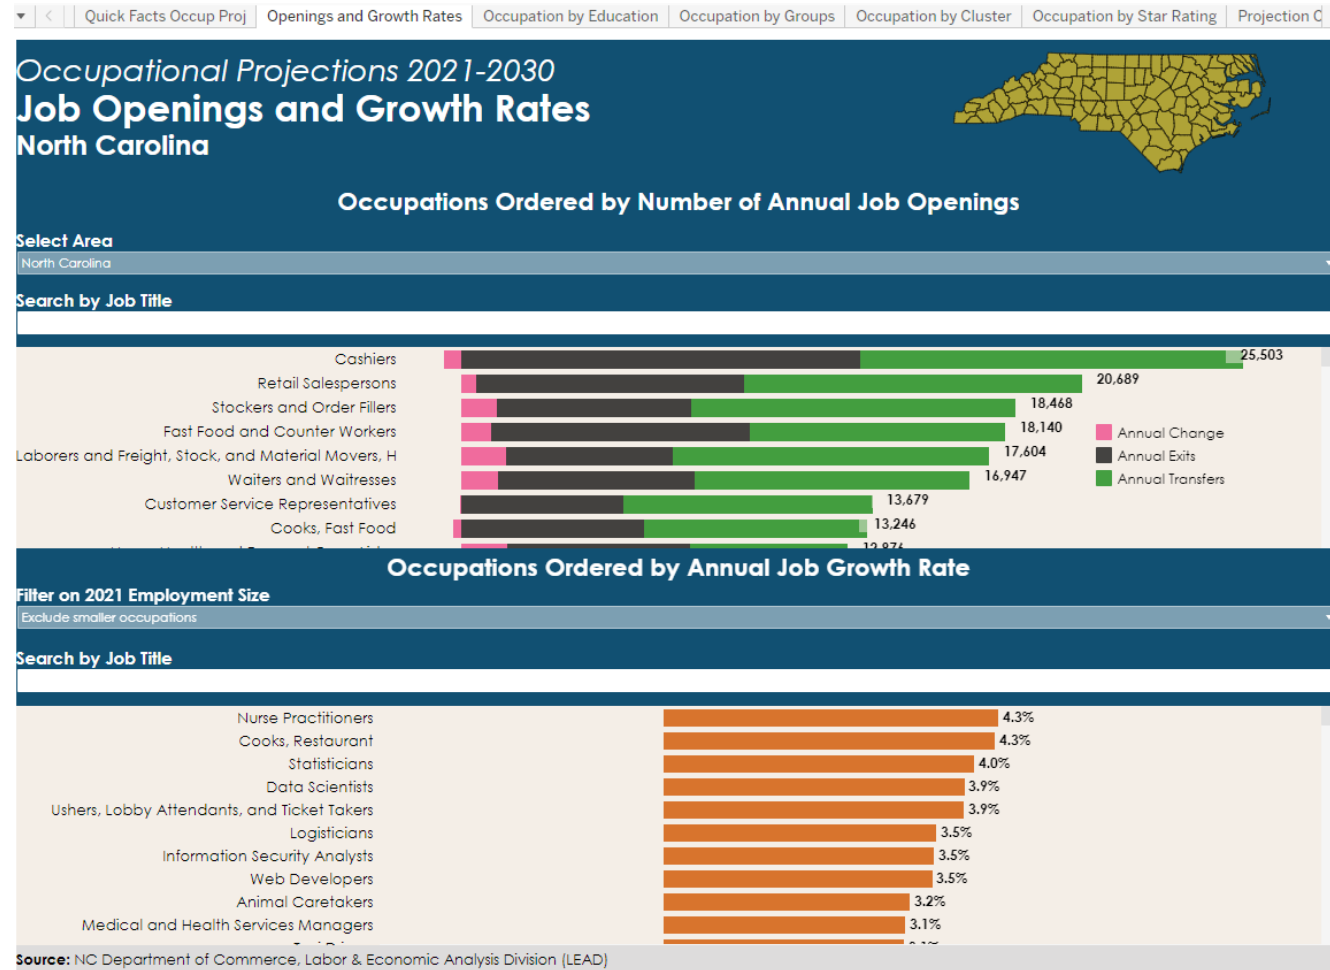 Quick Facts Occup Proj
Openings and Growth Rates
Occupation by Education
Occupation by Groups
Occupation by Cluster
Occupation by Star Rating
Projection
Occupational Projections 2021-2030
Job Openings and Growth Rates
North Carolina
Occupations Ordered by Number of Annual Job Openings
Select Area
North Carolina
Search by Job Title
Cashiers 25,503
Retail Salespersons 20,689
Stockers and Order Fillers 18,468
Fast Food and Counter Workers 18,140
Laborers and Freight, Stock, and Material Movers, H 17,604
Waiters and Waitresses 16,947
Customer Service Representatives 13,679
Cooks, Fast Food 13,246
12,876
Annual Change
Annual Exits
Annual Transfers
Occupations Ordered by Annual Job Growth Rate
Filter on 2021 Employment Size
Exclude smaller occupations
Search by Job Title
Nurse Practitioners 4.3%
Cooks, Restaurant 4.3%
Statisticians 4.0%
Data Scientists 3.9%
Ushers, Lobby Attendants, and Ticket Takers 3.9%
Logisticians 3.5%
Information Security Analysts 3.5%
Web Developers 3.5%
Animal Caretakers 3.2%
Medical and Health Services Managers 3.1%
Source: NC Department of Commerce, Labor & Economic Analysis Division (LEAD)